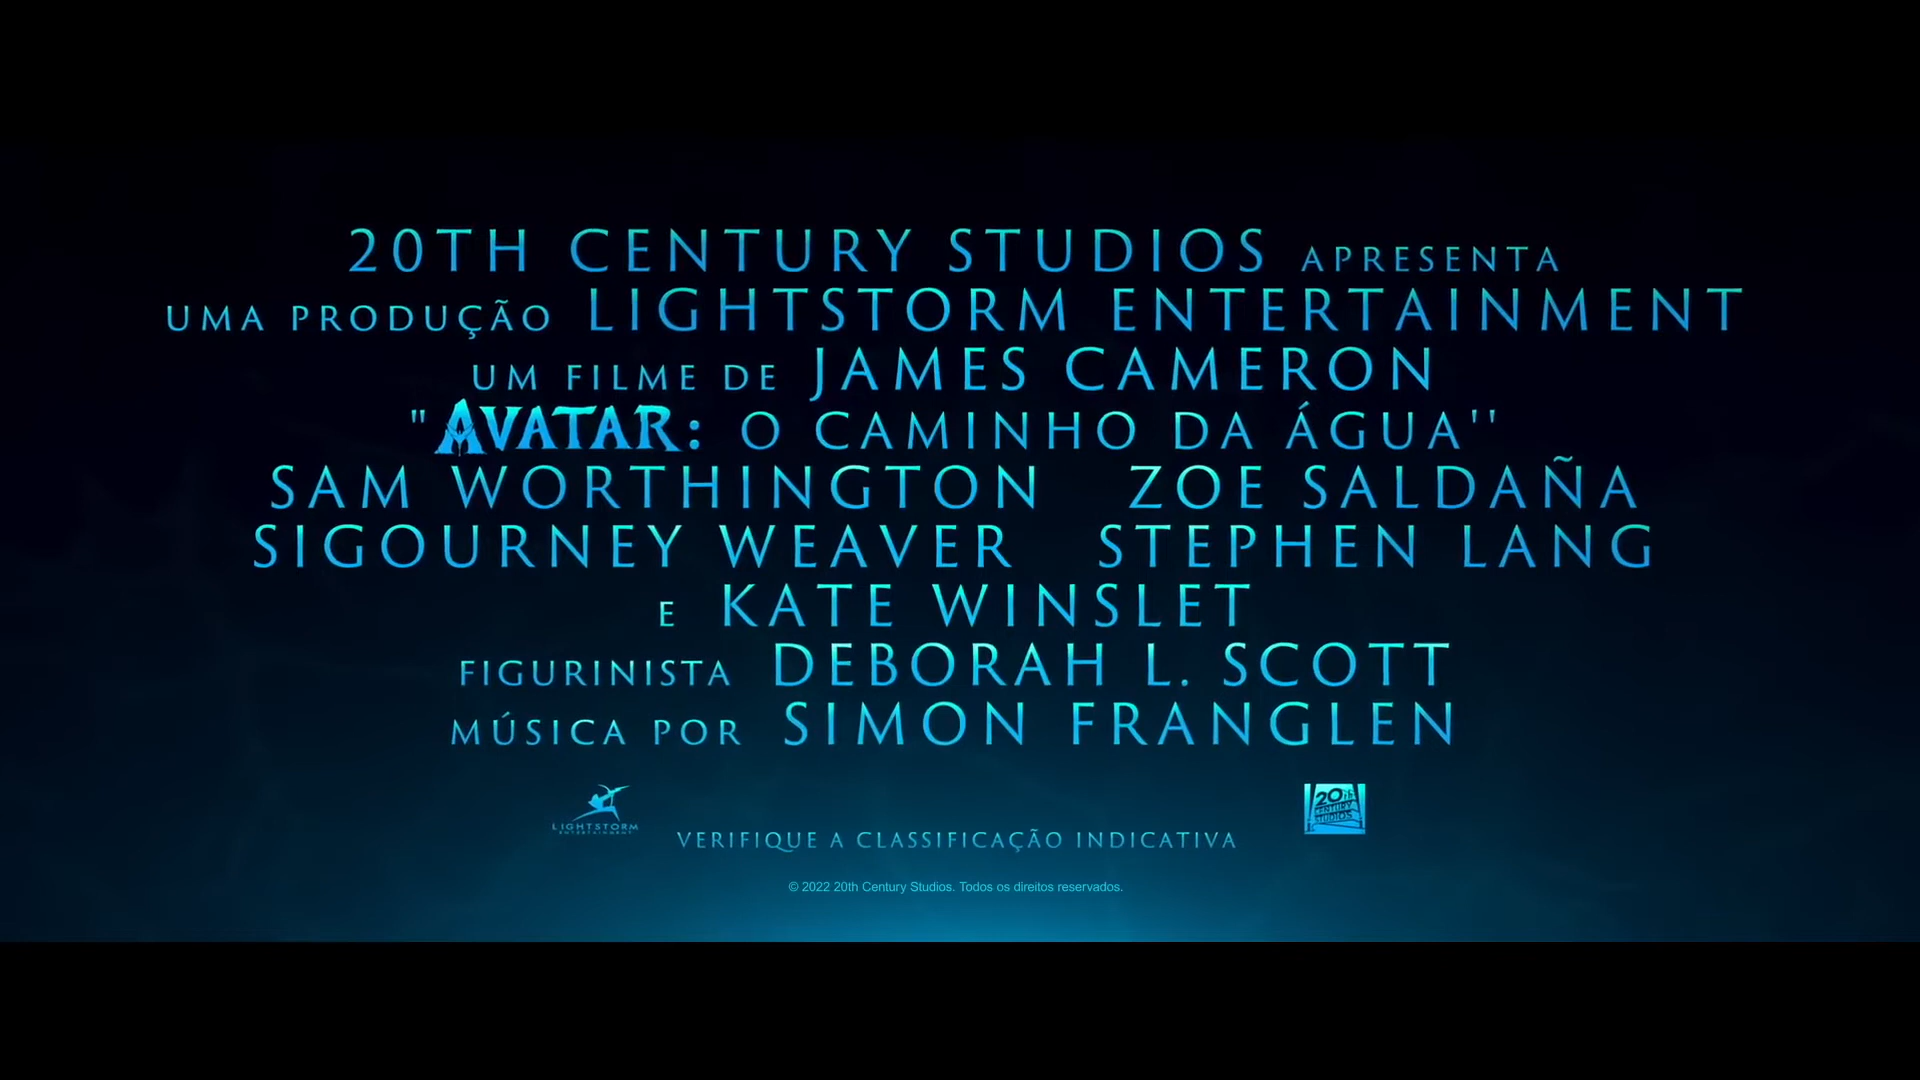 20TH CENTURY STUDIOS APRESENTA
UMA PRODUÇÃO LIGHTSTORM ENTERTAINMENT
UM FILME DE JAMES CAMERON
"AVATAR: O CAMINHO DA ÁGUA''
SAM WORTHINGTON ZOE SALDAÑA
SIGOURNEY WEAVER STEPHEN LANG
E KATE WINSLET
FIGURINISTA DEBORAH L. SCOTT
MÚSICA POR SIMON FRANGLEN
LIGHTSTORM
ENTERTAINMENT
20th
CENTURY
STUDIOS
VERIFIQUE A CLASSIFICAÇÃO INDICATIVA
© 2022 20th Century Studios. Todos os direitos reservados.